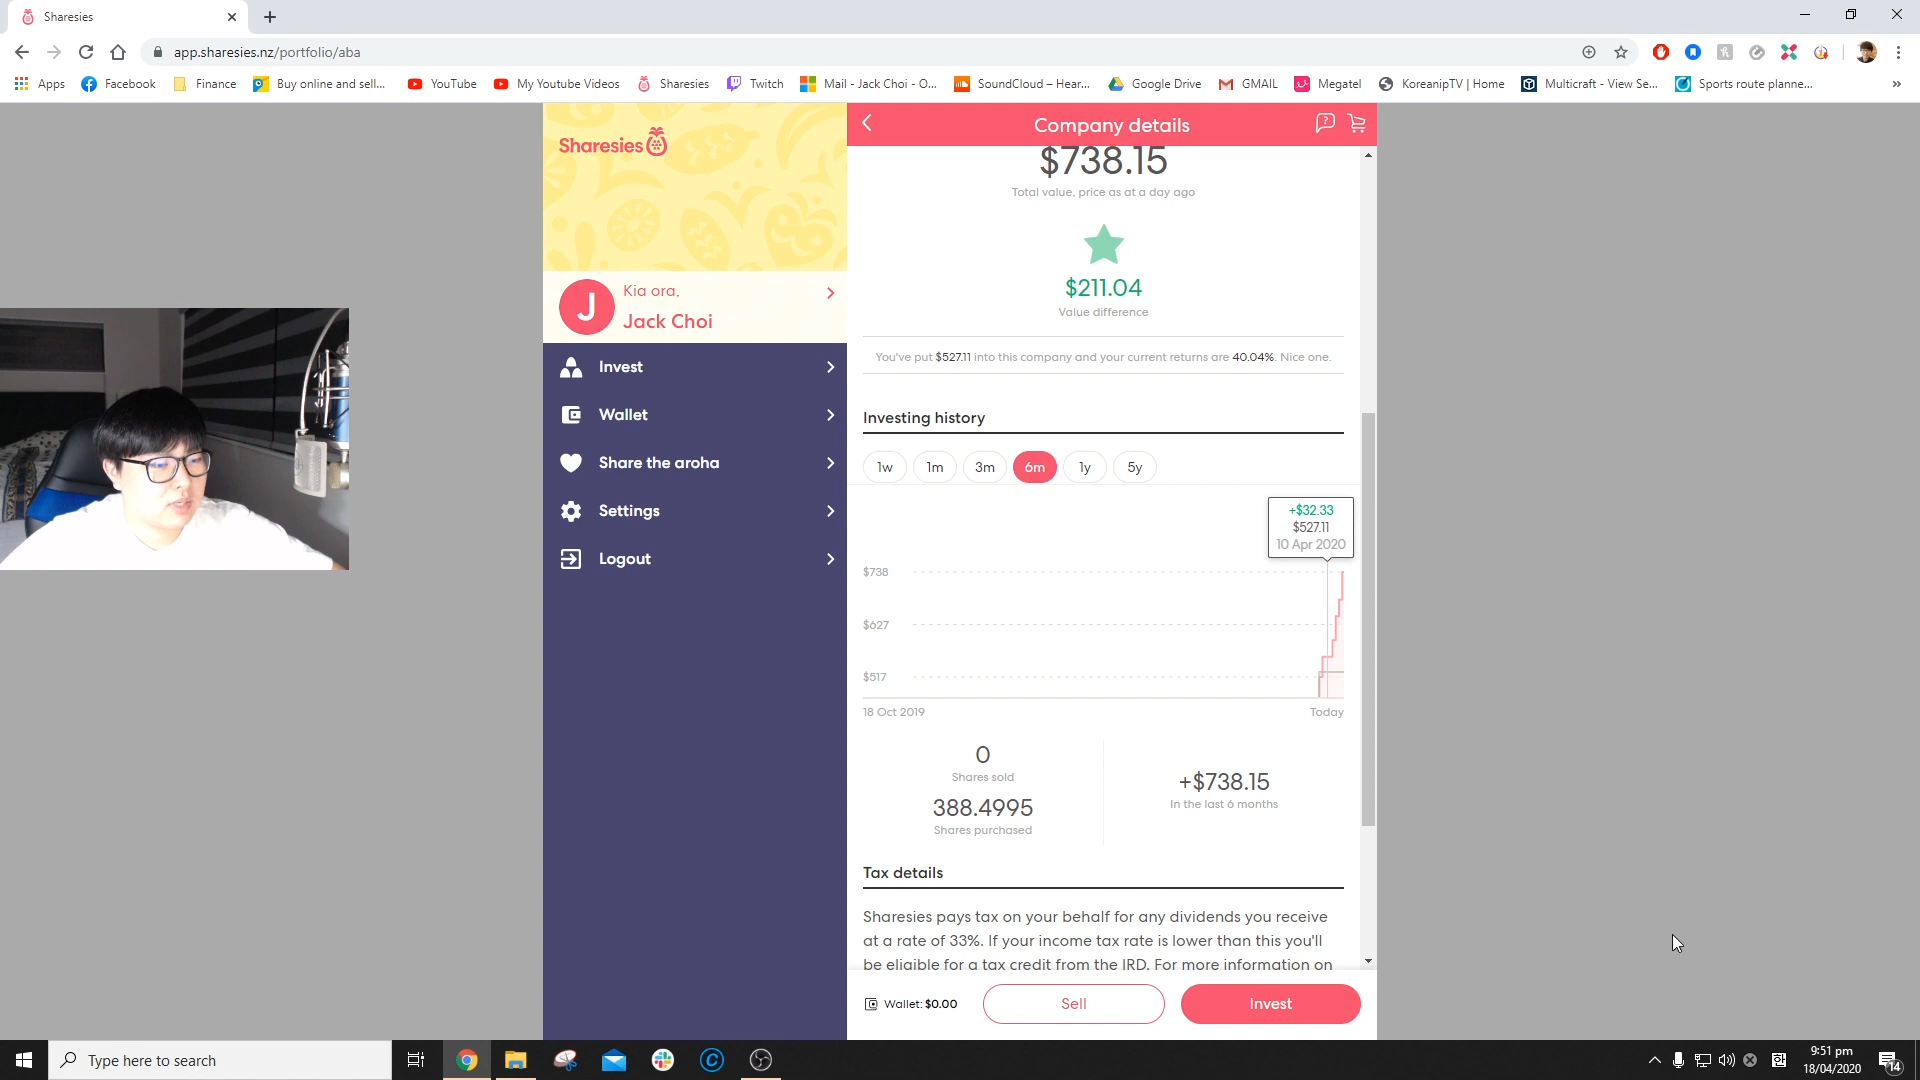 Sharesies
app.sharesies.nz/portfolio/aba
Apps
Facebook
Finance
Buy online and sell...
YouTube
My Youtube Videos
Sharesies
Twitch
Mail - Jack Choi - O...
SoundCloud – Hear...
Google Drive
GMAIL
Megatel
KoreanipTV | Home
Multicraft - View Se...
Sports route planne...
»
Sharesies
J
Kia ora,
Jack Choi
Invest
Wallet
Share the aroha
Settings
Logout
Company details
$738.15
Total value, price as at a day ago
$211.04
Value difference
You've put $527.11 into this company and your current returns are 40.04%. Nice one.
Investing history
1w
1m
3m
6m
1y
5y
+$32.33
$527.11
10 Apr 2020
$738
$627
$517
18 Oct 2019
Today
0
Shares sold
388.4995
Shares purchased
+$738.15
In the last 6 months
Tax details
Sharesies pays tax on your behalf for any dividends you receive
at a rate of 33%. If your income tax rate is lower than this you'll
be eligible for a tax credit from the IRD. For more information on
Wallet: $0.00
Sell
Invest
Type here to search
9:51 pm
18/04/2020
14